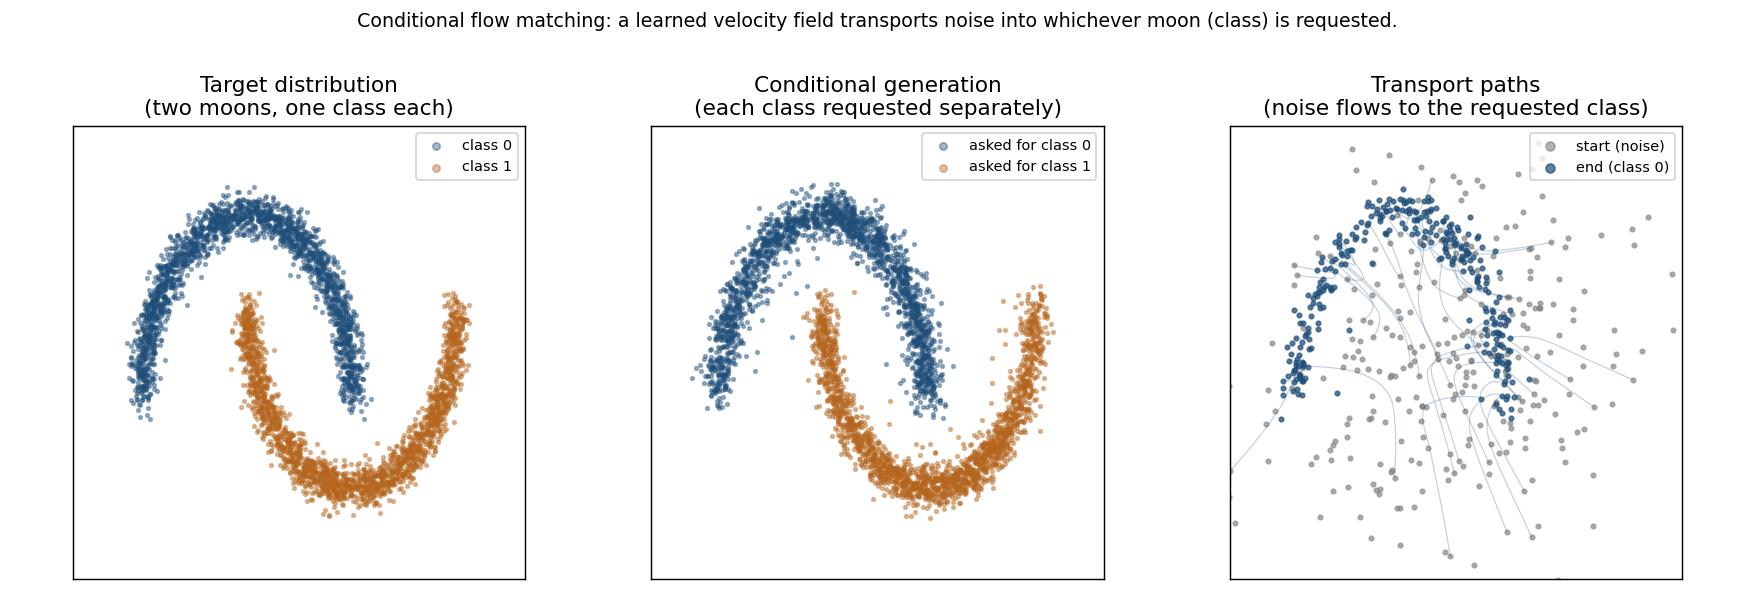 Conditional flow matching: a learned velocity field transports noise into whichever moon (class) is requested.
Target distribution
(two moons, one class each)
class 0
class 1
Conditional generation
(each class requested separately)
asked for class 0
asked for class 1
Transport paths
(noise flows to the requested class)
start (noise)
end (class 0)